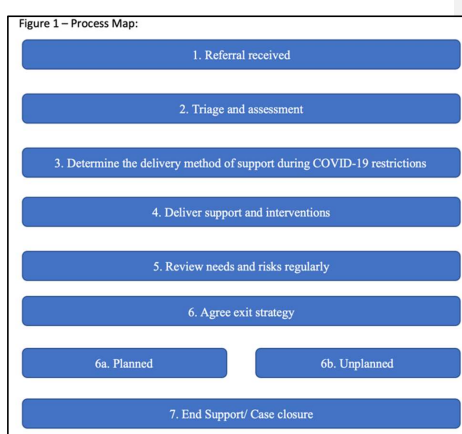 Figure 1 – Process Map:
1. Referral received
2. Triage and assessment
3. Determine the delivery method of support during COVID-19 restrictions
4. Deliver support and interventions
5. Review needs and risks regularly
6. Agree exit strategy
6a. Planned
6b. Unplanned
7. End Support/ Case closure